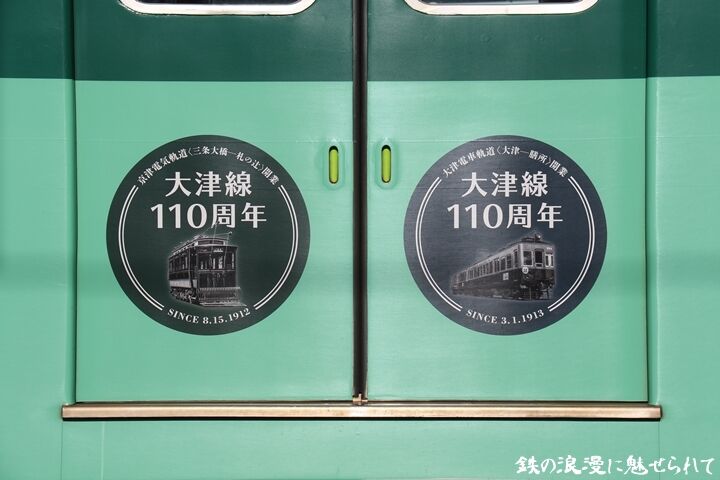 京津電気軌道〈三条大橋―札の辻〉開業
大津線
110周年
SINCE 8.15.1912
大津電車軌道〈大津―膳所〉開業
大津線
110周年
SINCE 3.1.1913
鉄の浪漫に魅せられて